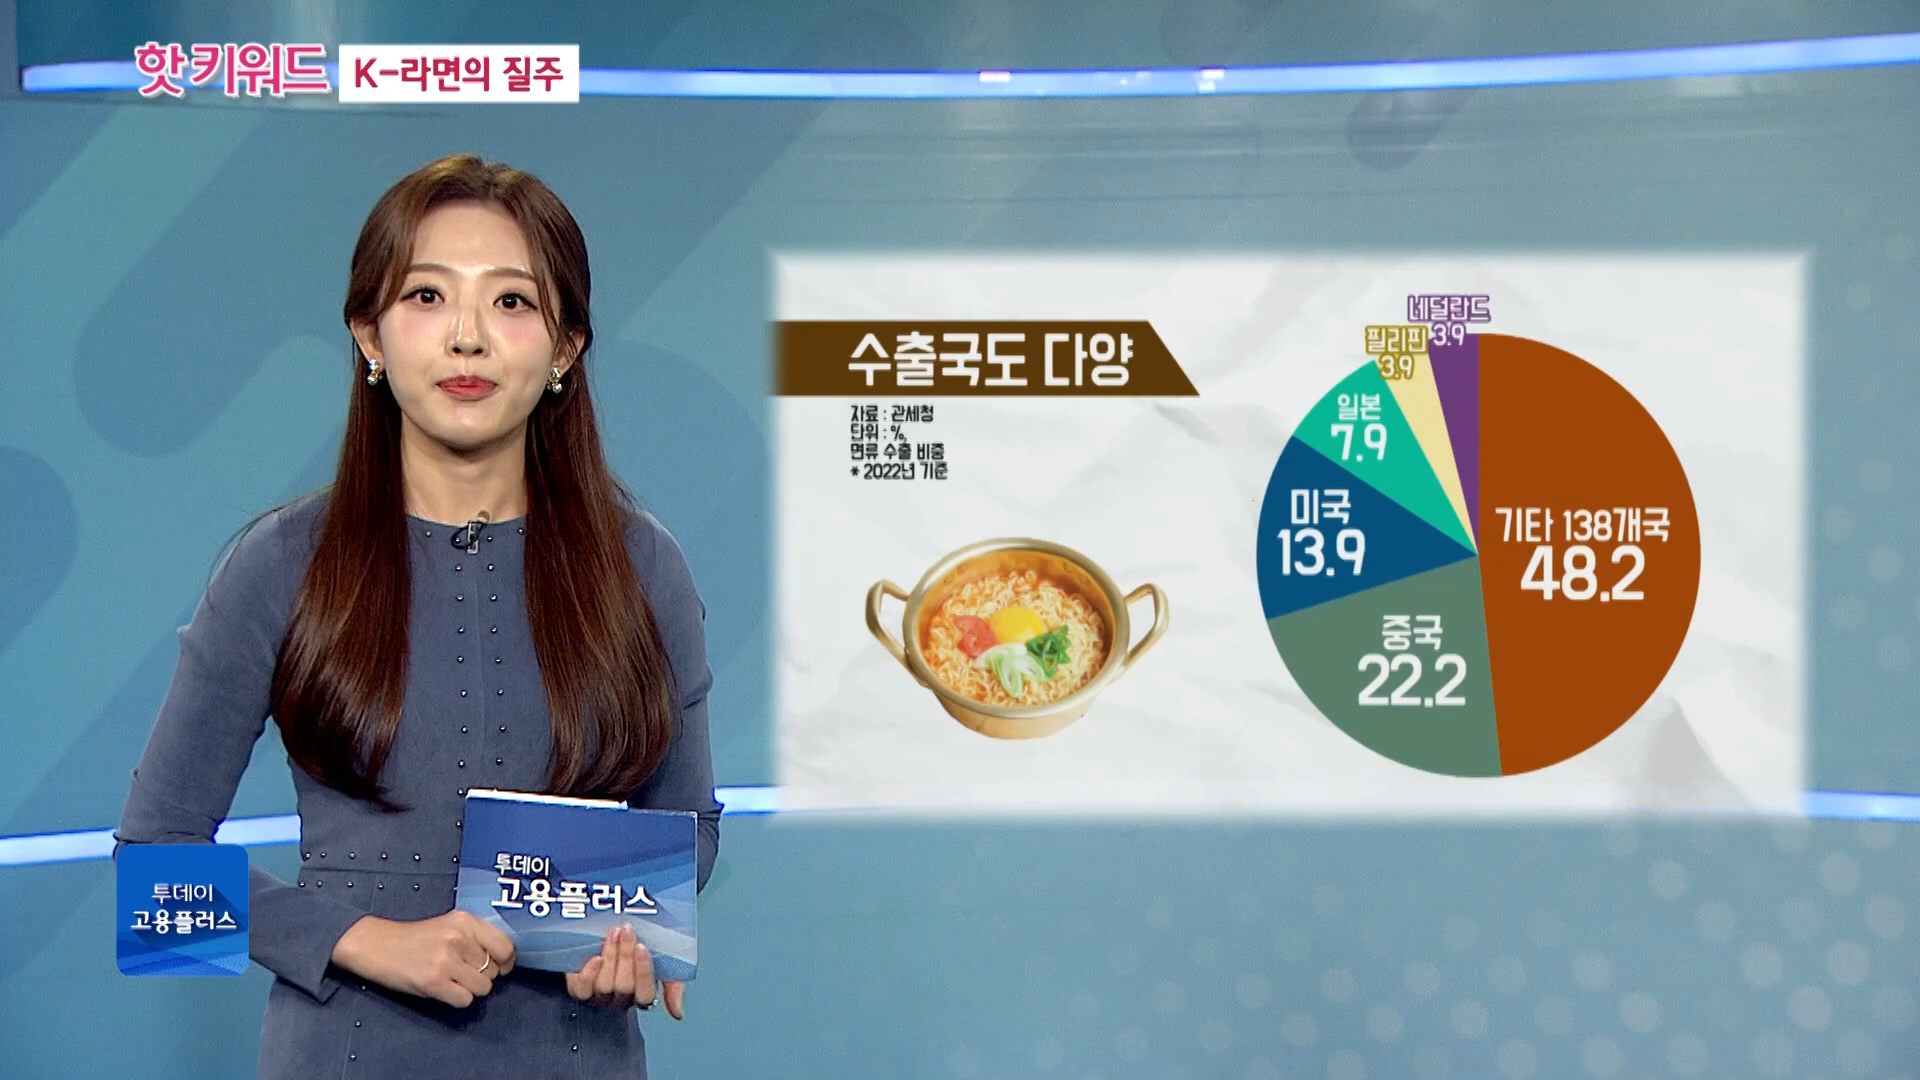 핫키워드 K-라면의 질주
수출국도 다양
자료 : 관세청
단위 : %,
면류 수출 비중
* 2022년 기준
네덜란드
3.9
필리핀
3.9
일본
7.9
미국
13.9
중국
22.2
기타 138개국
48.2
투데이
고용플러스
투데이
고용플러스